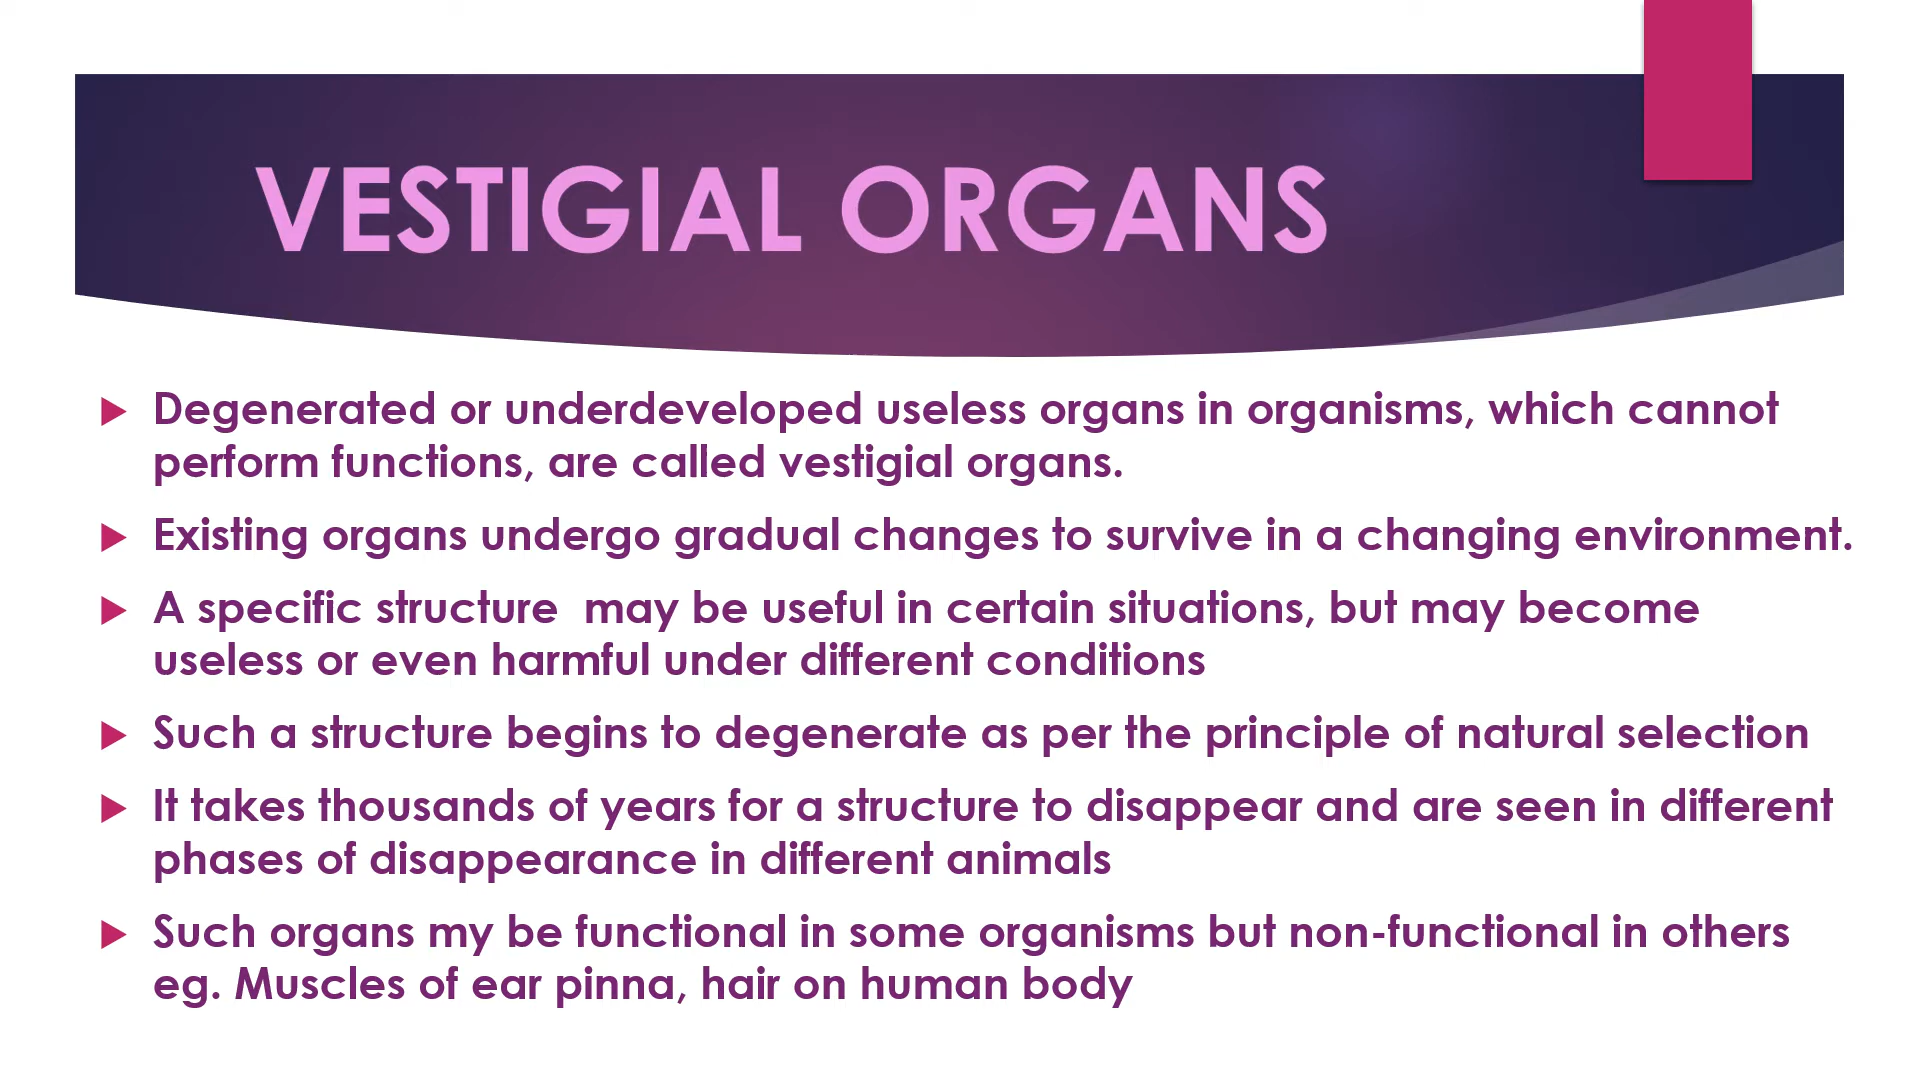 VESTIGIAL ORGANS
Degenerated or underdeveloped useless organs in organisms, which cannot
perform functions, are called vestigial organs.
Existing organs undergo gradual changes to survive in a changing environment.
A specific structure  may be useful in certain situations, but may become
useless or even harmful under different conditions
Such a structure begins to degenerate as per the principle of natural selection
It takes thousands of years for a structure to disappear and are seen in different
phases of disappearance in different animals
Such organs my be functional in some organisms but non-functional in others
eg. Muscles of ear pinna, hair on human body